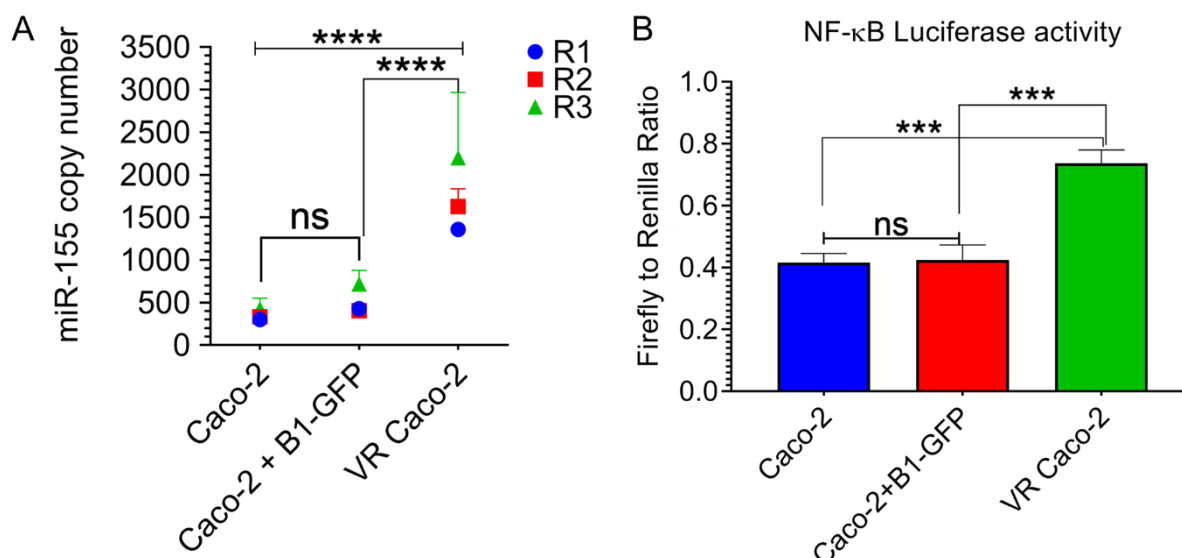 A
miR-155 copy number
3500
3000
2500
2000
1500
1000
500
0
****
****
ns
R1
R2
R3
Caco-2
Caco-2 + B1-GFP
VR Caco-2
B
NF-κB Luciferase activity
Firefly to Renilla Ratio
1.0
0.8
0.6
0.4
0.2
0.0
***
***
ns
Caco-2
Caco-2+B1-GFP
VR Caco-2